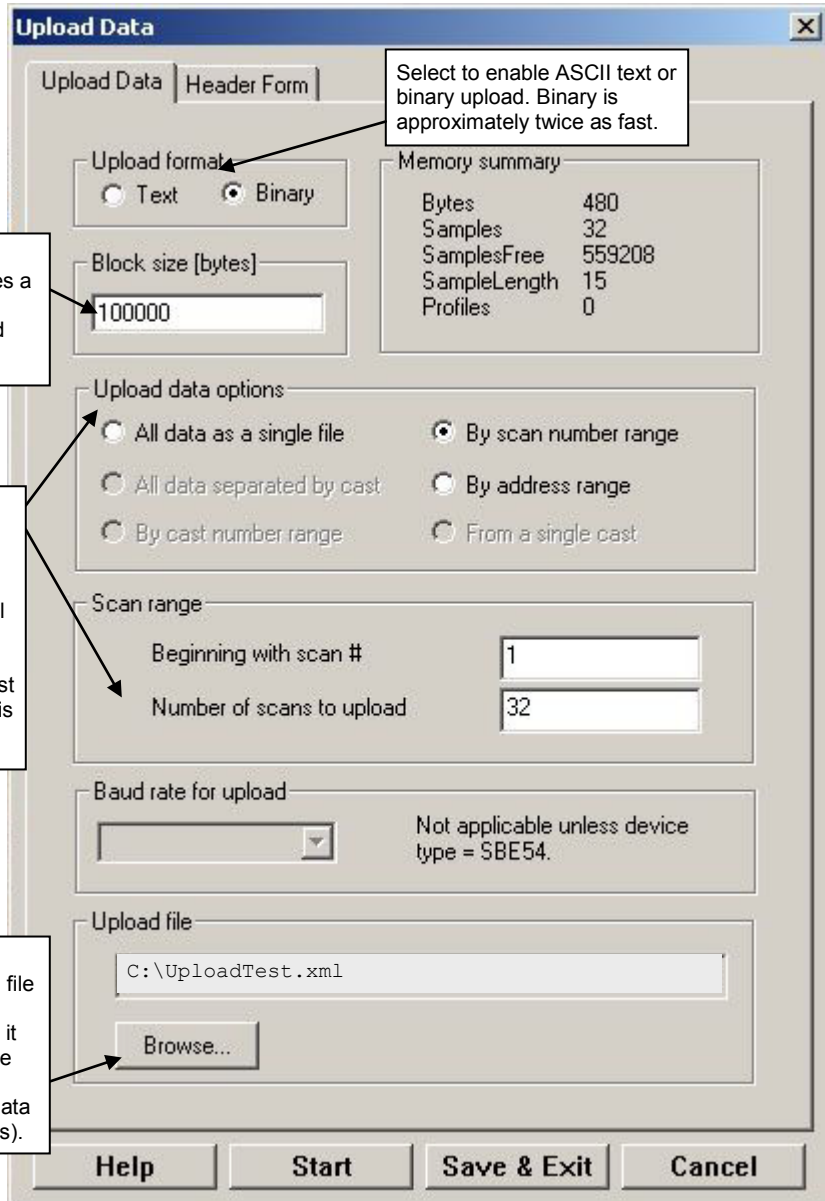 Upload Data
Upload Data
Header Form
Select to enable ASCII text or
binary upload. Binary is
approximately twice as fast.
Upload format
Text
Binary
Memory summary
Bytes 480
Samples 32
SamplesFree 559208
SampleLength 15
Profiles 0
a
Block size [bytes]
100000
Upload data options
All data as a single file
By scan number range
All data separated by cast
By address range
By cast number range
From a single cast
Scan range
Beginning with scan #
1
Number of scans to upload
32
Baud rate for upload
Not applicable unless device
type = SBE54.
Upload file
file
C:\UploadTest.xml
it
Browse...
Help
Start
Save & Exit
Cancel